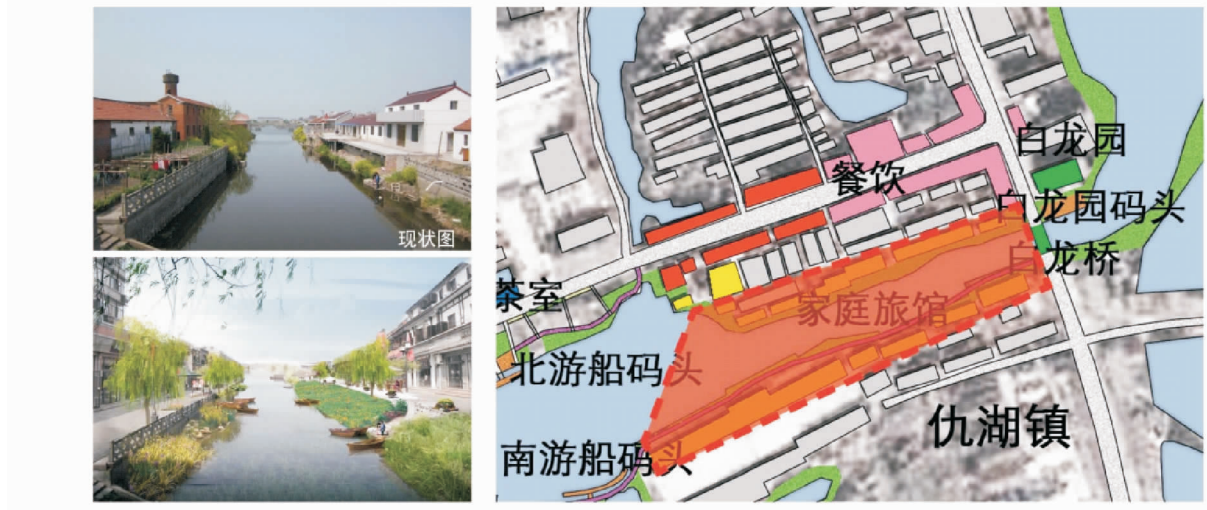 现状图
白龙园
餐饮
白龙园码头
白龙桥
茶室
家庭旅馆
北游船码头
仇湖镇
南游船码头